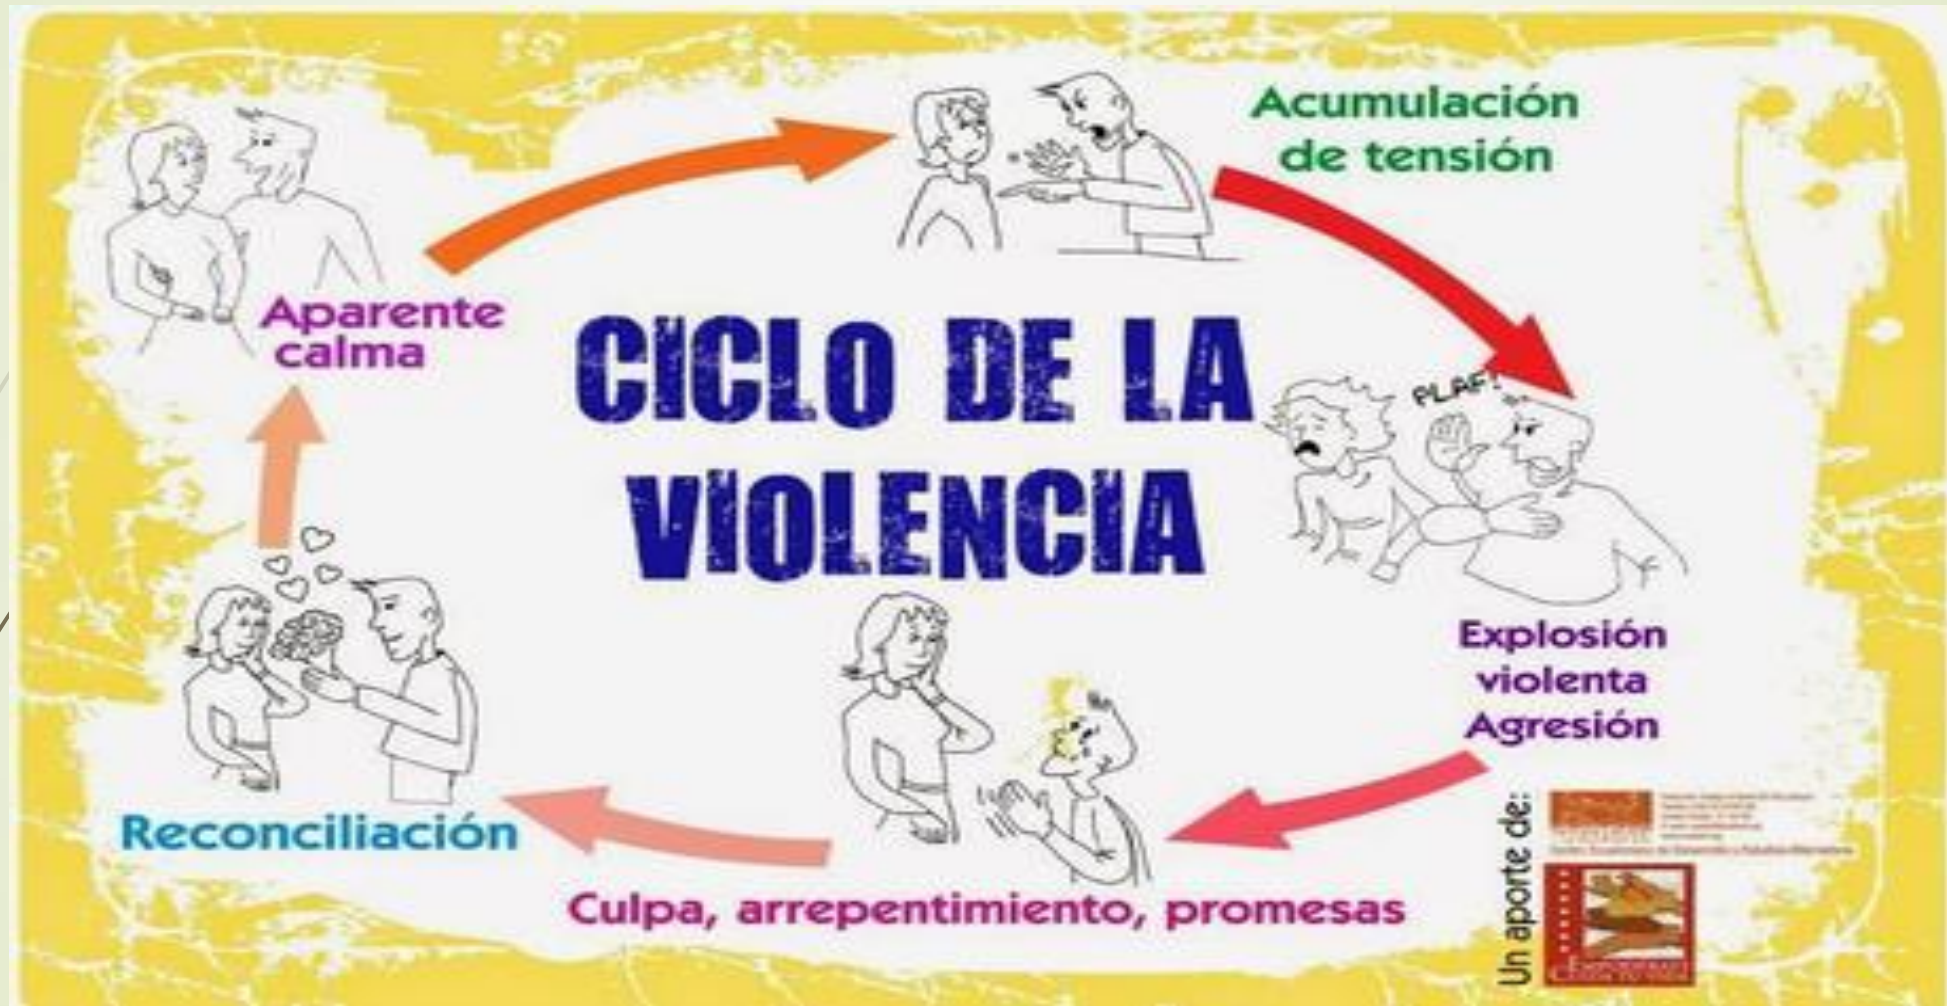 CICLO DE LA
VIOLENCIA
Acumulación
de tensión
PLAF!
Explosión
violenta
Agresión
Culpa, arrepentimiento, promesas
Reconciliación
Aparente
calma
Un aporte de: